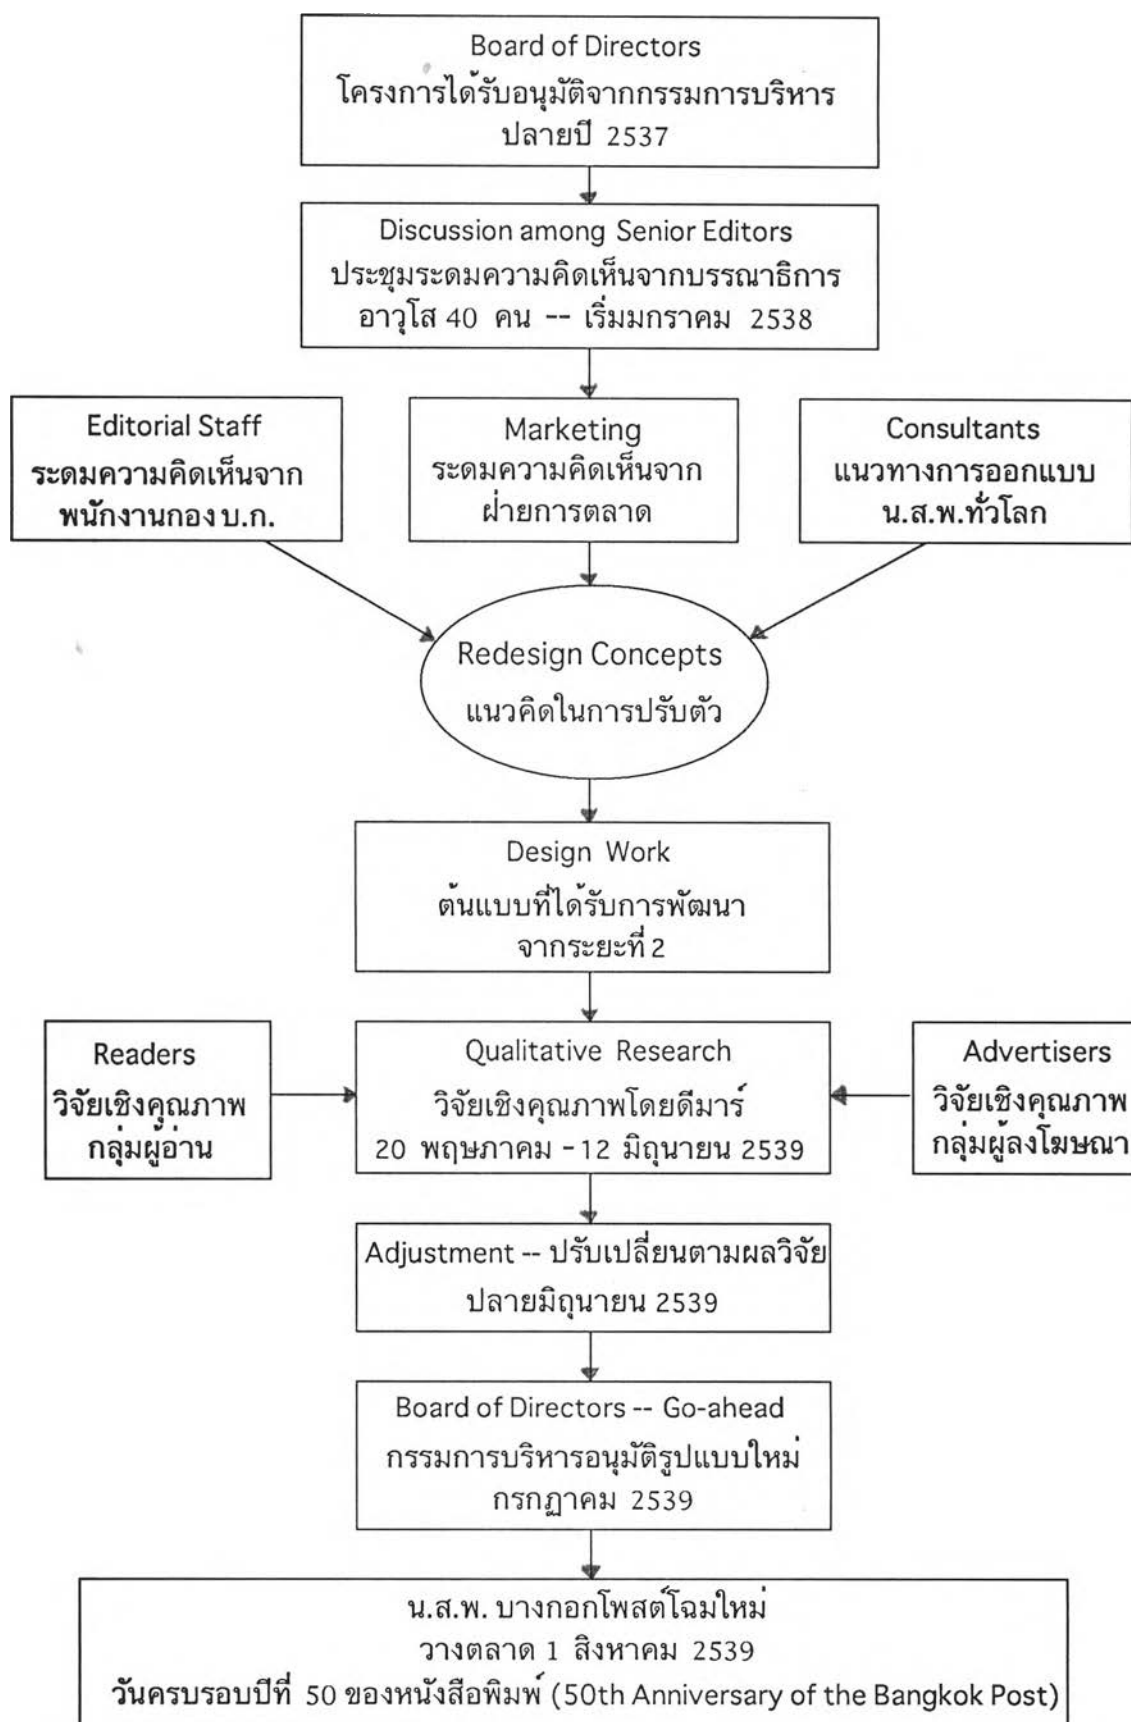 Board of Directors
โครงการได้รับอนุมัติจากกรรมการบริหาร
ปลายปี 2537
Discussion among Senior Editors
ประชุมระดมความคิดเห็นจากบรรณาธิการ
อาวุโส 40 คน -- เริ่มมกราคม 2538
Editorial Staff
ระดมความคิดเห็นจาก
พนักงานกอง บ.ก.
Marketing
ระดมความคิดเห็นจาก
ฝ่ายการตลาด
Consultants
แนวทางการออกแบบ
น.ส.พ.ทั่วโลก
Redesign Concepts
แนวคิดในการปรับตัว
Design Work
ต้นแบบที่ได้รับการพัฒนา
จากระยะที่ 2
Readers
วิจัยเชิงคุณภาพ
กลุ่มผู้อ่าน
Qualitative Research
วิจัยเชิงคุณภาพโดยดีมาร์
20 พฤษภาคม - 12 มิถุนายน 2539
Advertisers
วิจัยเชิงคุณภาพ
กลุ่มผู้ลงโฆษณา
Adjustment -- ปรับเปลี่ยนตามผลวิจัย
ปลายมิถุนายน 2539
Board of Directors -- Go-ahead
กรรมการบริหารอนุมัติรูปแบบใหม่
กรกฎาคม 2539
น.ส.พ. บางกอกโพสต์โฉมใหม่
วางตลาด 1 สิงหาคม 2539
วันครบรอบปีที่ 50 ของหนังสือพิมพ์ (50th Anniversary of the Bangkok Post)